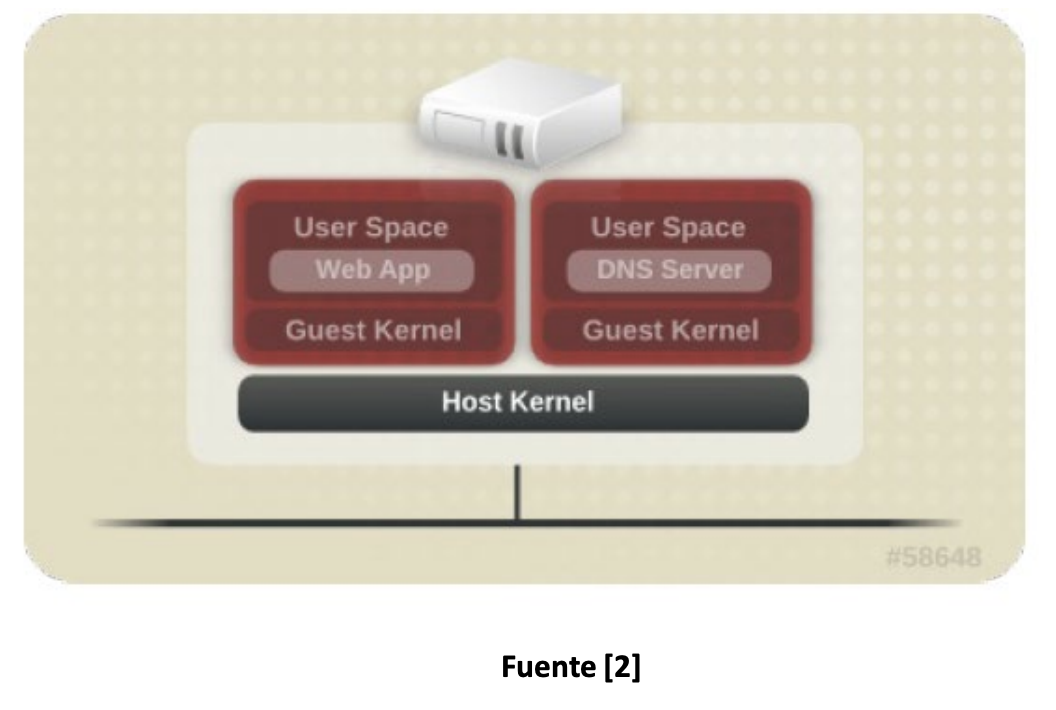 User Space
Web App
Guest Kernel
User Space
DNS Server
Guest Kernel
Host Kernel
#58648
Fuente [2]